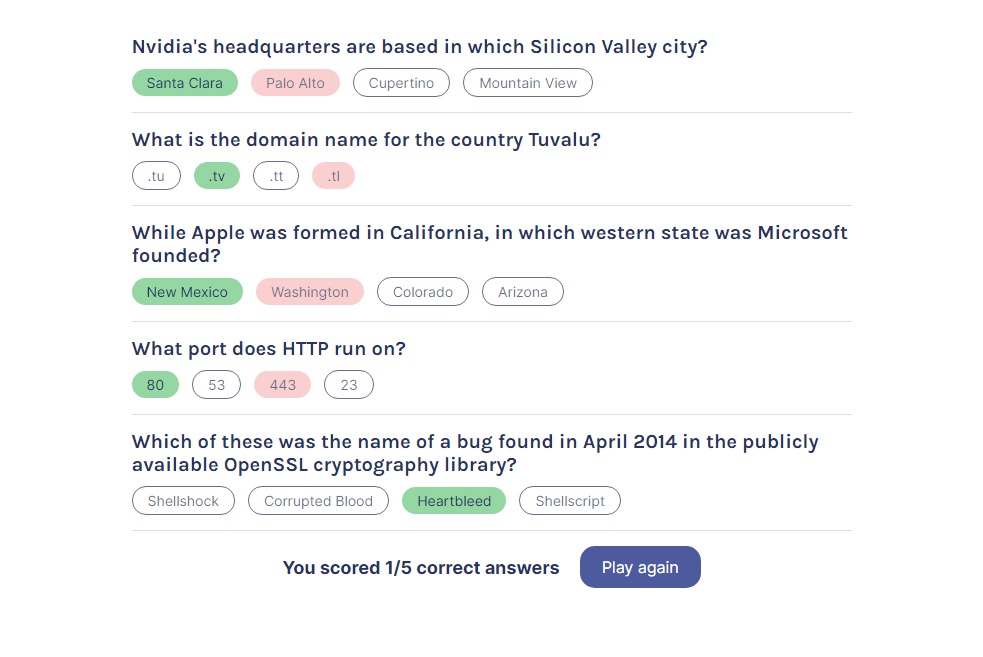 Nvidia's headquarters are based in which Silicon Valley city?
Santa Clara Palo Alto Cupertino Mountain View
What is the domain name for the country Tuvalu?
.tu .tv .tt .tl
While Apple was formed in California, in which western state was Microsoft
founded?
New Mexico Washington Colorado Arizona
What port does HTTP run on?
80 53 443 23
Which of these was the name of a bug found in April 2014 in the publicly
available OpenSSL cryptography library?
Shellshock Corrupted Blood Heartbleed Shellscript
You scored 1/5 correct answers Play again